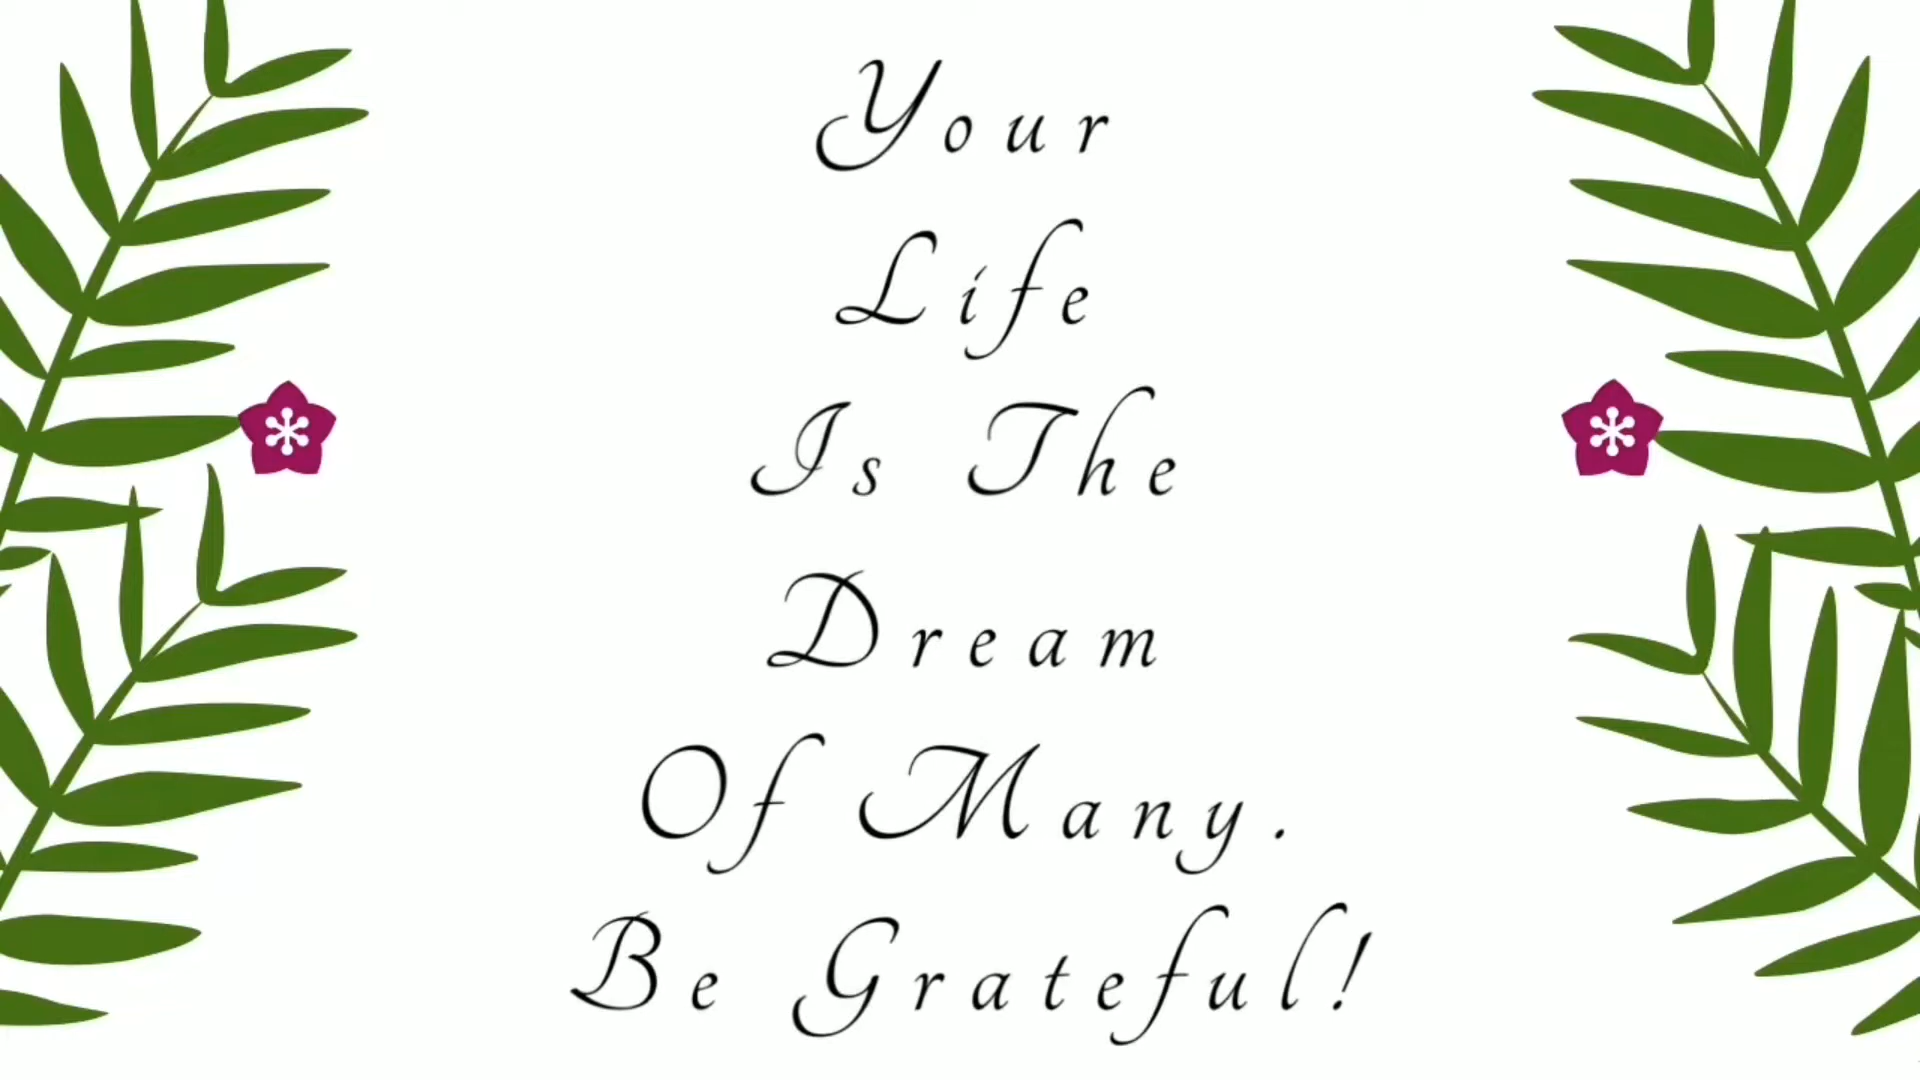 Your
Life
Is The
Dream
Of Many.
Be Grateful!